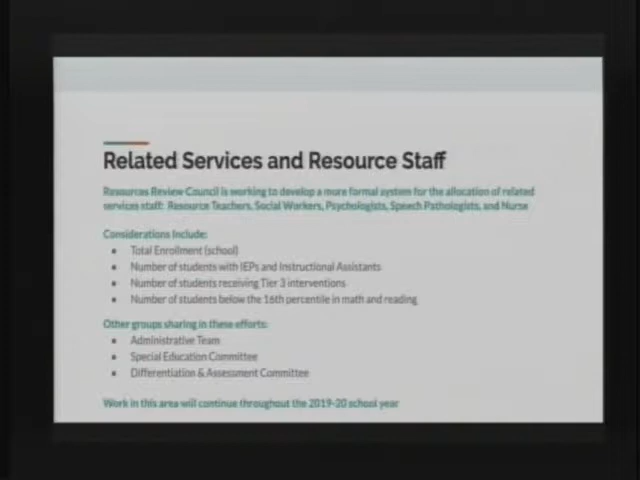 Related Services and Resource Staff
Resources Review Council is working to develop a more formal system for the allocation of related
services staff: Resource Teachers, Social Workers, Psychologists, Speech Pathologists, and Nurse
Considerations Include:
• Total Enrollment (school)
• Number of students with IEPs and Instructional Assistants
• Number of students receiving Tier 3 interventions
• Number of students below the 16th percentile in math and reading
Other groups sharing in these efforts:
• Administrative Team
• Special Education Committee
• Differentiation & Assessment Committee
Work in this area will continue throughout the 2019-20 school year